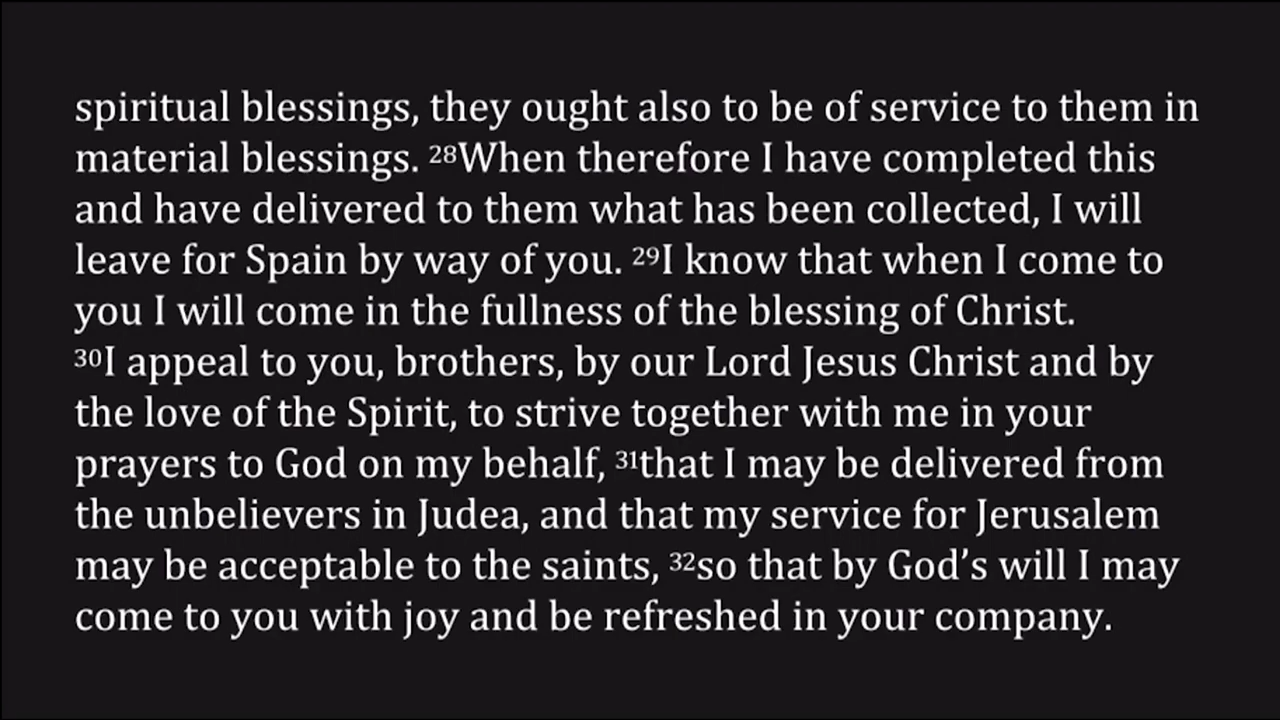 spiritual blessings, they ought also to be of service to them in
material blessings. 28When therefore I have completed this
and have delivered to them what has been collected, I will
leave for Spain by way of you. 29I know that when I come to
you I will come in the fullness of the blessing of Christ.
30I appeal to you, brothers, by our Lord Jesus Christ and by
the love of the Spirit, to strive together with me in your
prayers to God on my behalf, 31that I may be delivered from
the unbelievers in Judea, and that my service for Jerusalem
may be acceptable to the saints, 32so that by God’s will I may
come to you with joy and be refreshed in your company.